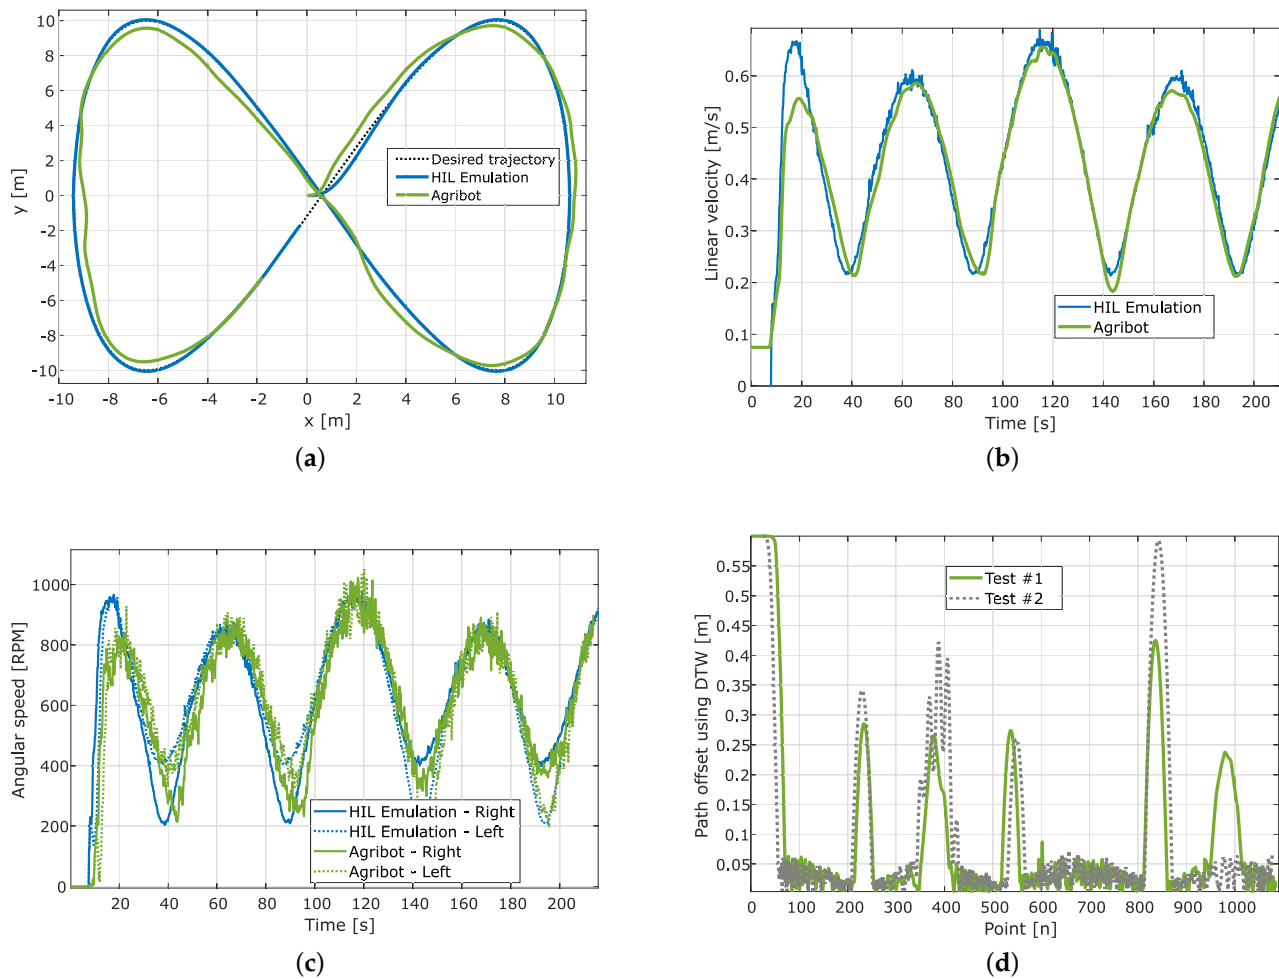 10
8
6
4
2
0
-2
-4
-6
-8
-10
y [m]
Desired trajectory
HIL Emulation
Agribot
-10 -8 -6 -4 -2 0 2 4 6 8 10
x [m]
(a)
0.6
0.5
0.4
0.3
0.2
0.1
0
Linear velocity [m/s]
HIL Emulation
Agribot
0 20 40 60 80 100 120 140 160 180 200
Time [s]
(b)
1000
800
600
400
200
0
Angular speed [RPM]
HIL Emulation - Right
HIL Emulation - Left
Agribot - Right
Agribot - Left
20 40 60 80 100 120 140 160 180 200
Time [s]
(c)
0.55
0.5
0.45
0.4
0.35
0.3
0.25
0.2
0.15
0.1
0.05
Path offset using DTW [m]
Test #1
Test #2
0 100 200 300 400 500 600 700 800 900 1000
Point [n]
(d)